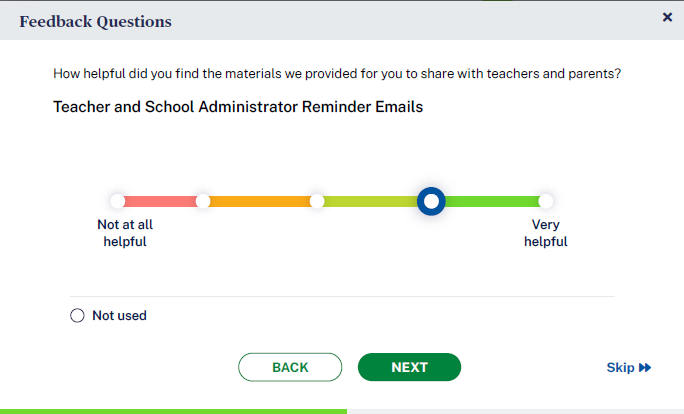 Feedback Questions
How helpful did you find the materials we provided for you to share with teachers and parents?
Teacher and School Administrator Reminder Emails
Not at all
helpful
Very
helpful
Not used
BACK
NEXT
Skip